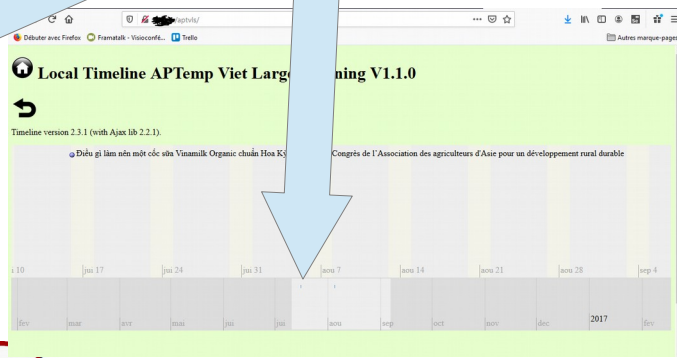 /aptvls/
Débuter avec Firefox Framatalk - Visioconfé... Trello Autres marque-pages
Local Timeline APTemp Viet Large ning V1.1.0
Timeline version 2.3.1 (with Ajax lib 2.2.1).
Điều gì làm nên một cốc sữa Vinamilk Organic chuẩn Hoa Kỳ Congrès de l'Association des agriculteurs d'Asie pour un développement rural durable
10 jui 17 jui 24 jui 31 aou 7 aou 14 aou 21 aou 28 sep 4
fev mar avr mai jui jui aou sep oct nov dec 2017 fev